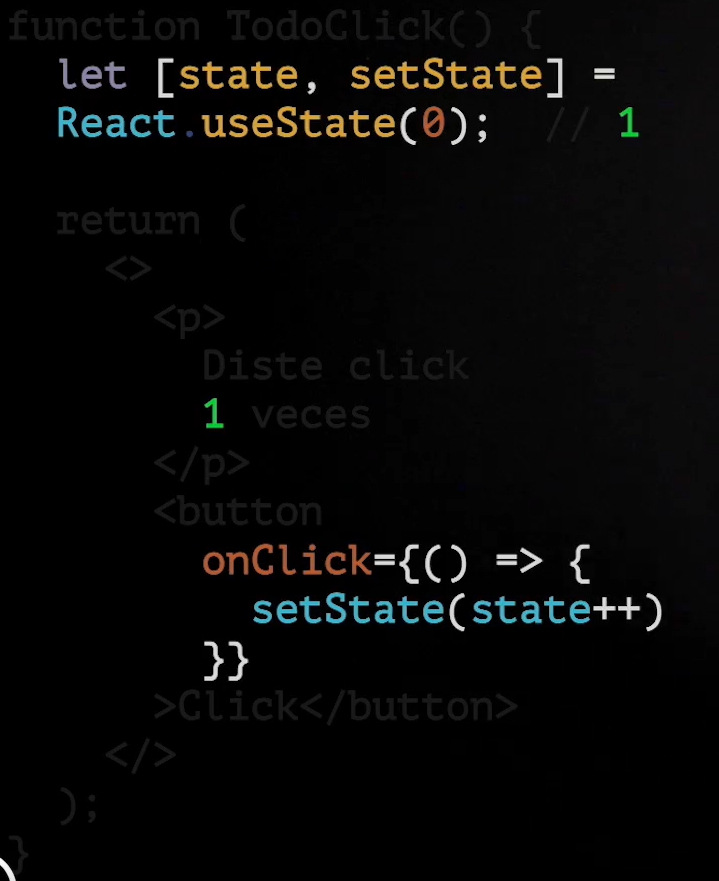 function TodoClick() {
let [state, setState] =
React.useState(0); // 1
return (
<>
<p>
Diste click
1 veces
</p>
<button
onClick={() => {
setState(state++)
}}
>Click</button>
</>
);
}